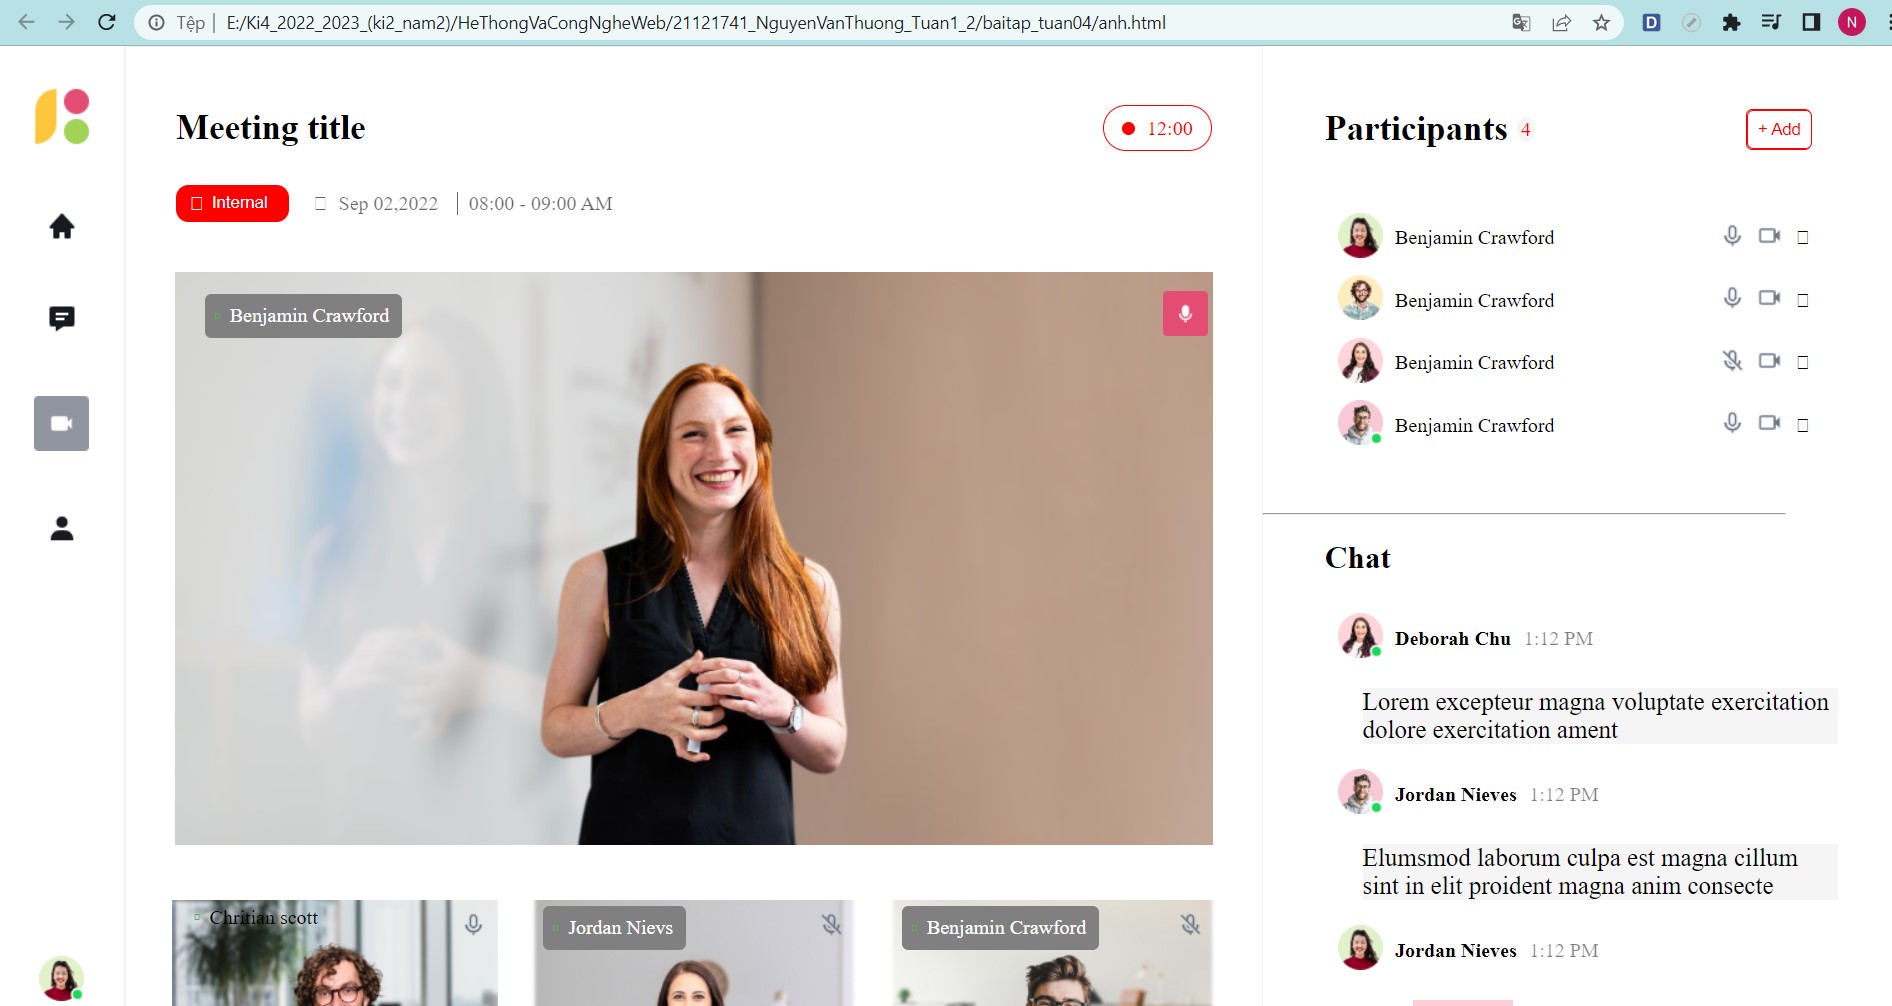 Tệp
E:/Ki4_2022_2023_(ki2_nam2)/HeThongVaCongNgheWeb/21121741_NguyenVanThuong_Tuan1_2/baitap_tuan04/anh.html
D
N
Meeting title
12:00
Internal
Sep 02,2022
08:00 - 09:00 AM
Benjamin Crawford
Chritian scott
Jordan Nievs
Benjamin Crawford
Participants 4
+ Add
Benjamin Crawford
Benjamin Crawford
Benjamin Crawford
Benjamin Crawford
Chat
Deborah Chu 1:12 PM
Lorem excepteur magna voluptate exercitation
dolore exercitation ament
Jordan Nieves 1:12 PM
Elumsmod laborum culpa est magna cillum
sint in elit proident magna anim consecte
Jordan Nieves 1:12 PM